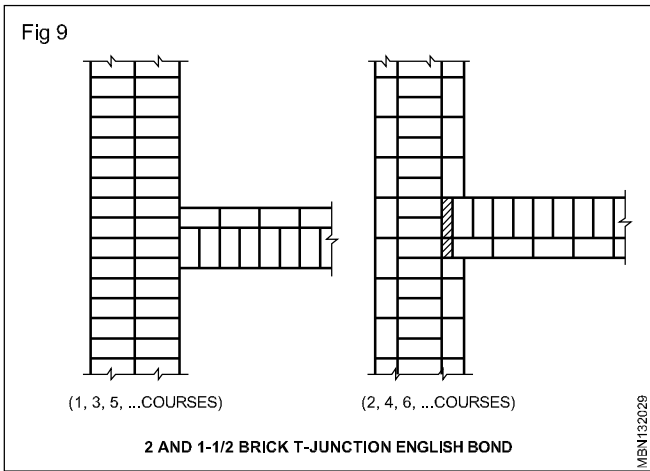 Fig 9
(1, 3, 5, ...COURSES)
(2, 4, 6, ...COURSES)
2 AND 1-1/2 BRICK T-JUNCTION ENGLISH BOND
MBN132029